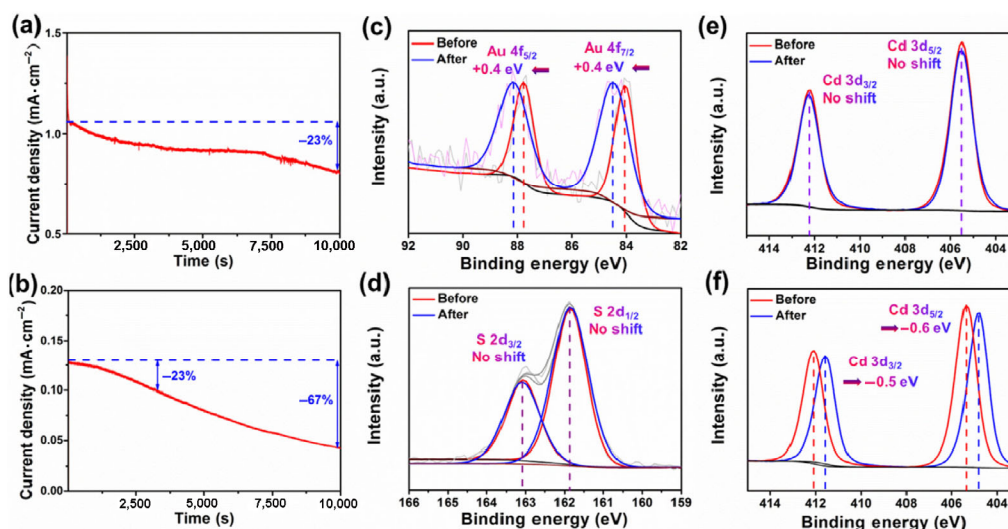 (a)
1.5
1.0
0.5
Current density (mA·cm⁻²)
−23%
2,500 5,000 7,500 10,000
Time (s)
(b)
0.20
0.15
0.10
0.05
0.00
Current density (mA·cm⁻²)
−23%
−67%
2,500 5,000 7,500 10,000
Time (s)
(c)
Before
After
Au 4f5/2
+0.4 eV
Au 4f7/2
+0.4 eV
Intensity (a.u.)
92 90 88 86 84 82
Binding energy (eV)
(d)
Before
After
S 2d3/2
No shift
S 2d1/2
No shift
Intensity (a.u.)
166 165 164 163 162 161 160 159
Binding energy (eV)
(e)
Before
After
Cd 3d3/2
No shift
Cd 3d5/2
No shift
Intensity (a.u.)
414 412 410 408 406 404
Binding energy (eV)
(f)
Before
After
Cd 3d5/2
−0.6 eV
Cd 3d3/2
−0.5 eV
Intensity (a.u.)
414 412 410 408 406 404
Binding energy (eV)